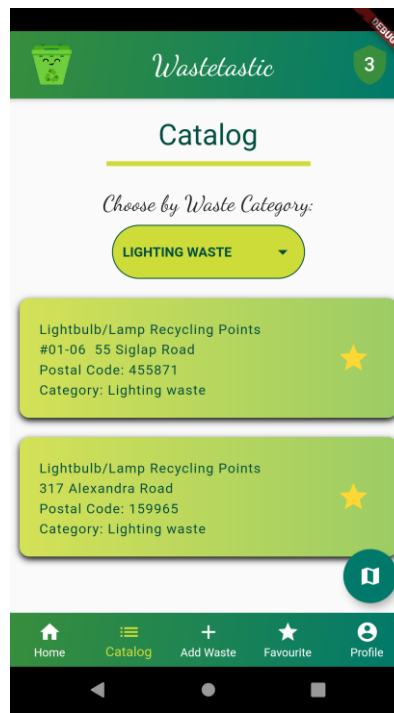 DEBUG
Wastetastic
3
Catalog
Choose by Waste Category:
LIGHTING WASTE
Lightbulb/Lamp Recycling Points
#01-06  55 Siglap Road
Postal Code: 455871
Category: Lighting waste
Lightbulb/Lamp Recycling Points
317 Alexandra Road
Postal Code: 159965
Category: Lighting waste
Home Catalog Add Waste Favourite Profile